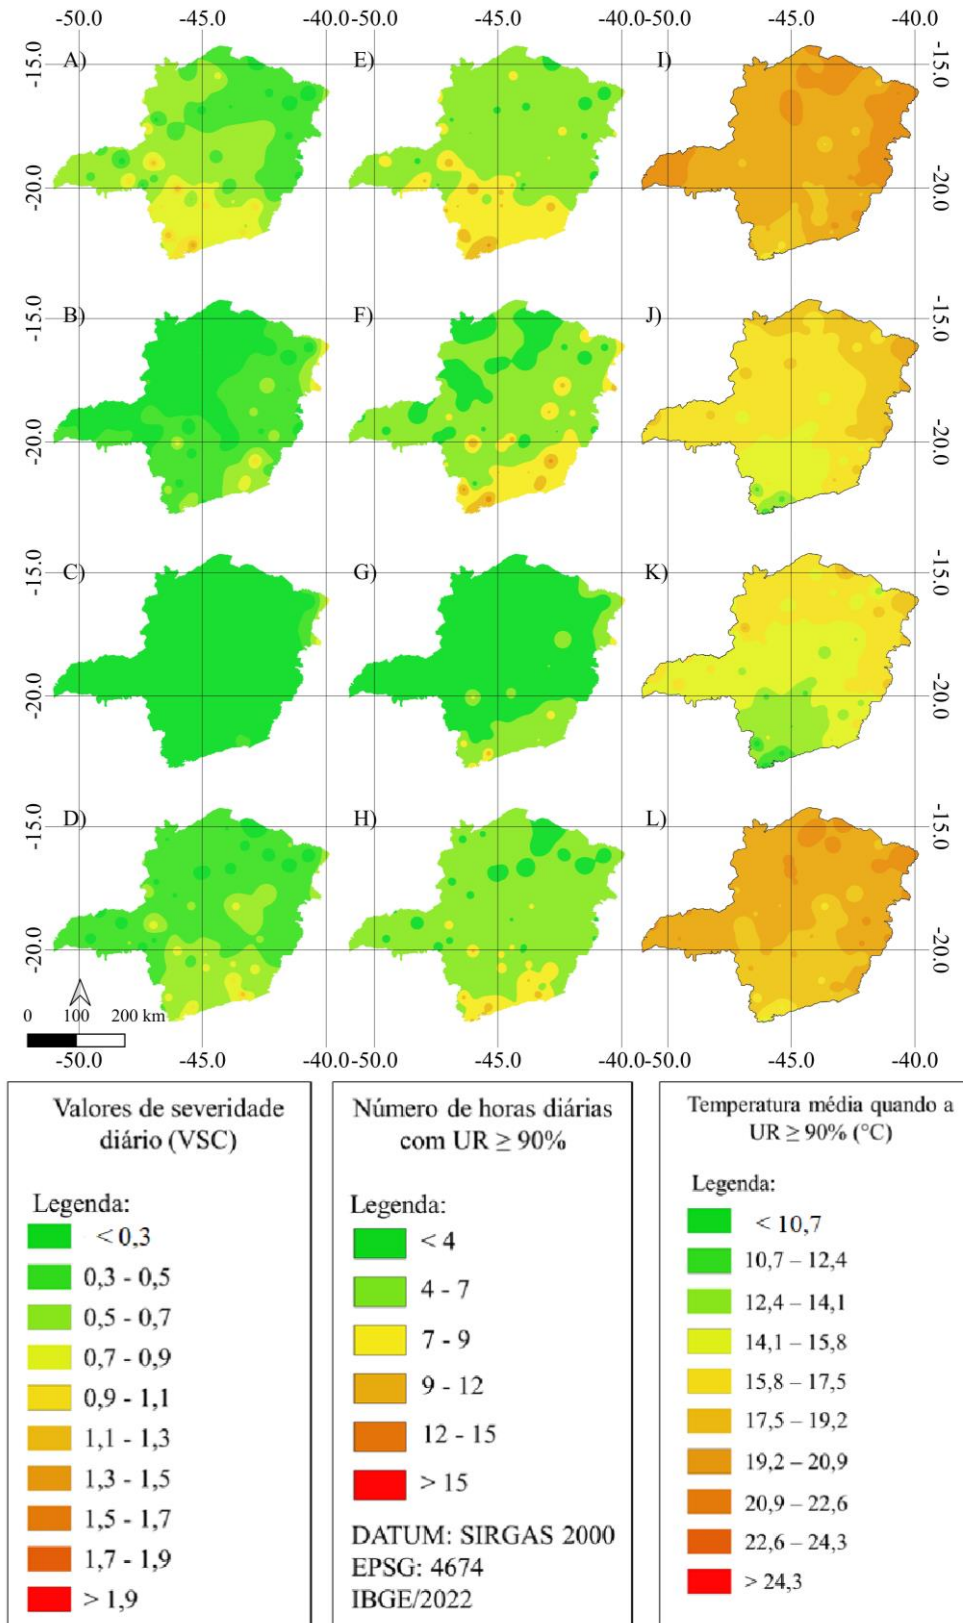 -45.0 -40.0 -50.0 -45.0 -40.0 -50.0 -45.0 -40.0
A) E) I)
-15.0 -15.0
-20.0 -20.0
B) F) J)
-15.0 -15.0
-20.0 -20.0
C) G) K)
-15.0 -15.0
-20.0 -20.0
D) H) L)
-15.0 -15.0
-20.0 -20.0
0 100 200 km
-50.0 -45.0 -40.0 -50.0 -45.0 -40.0 -50.0 -45.0 -40.0
Valores de severidade
diário (VSC)
Legenda:
< 0,3
0,3 - 0,5
0,5 - 0,7
0,7 - 0,9
0,9 - 1,1
1,1 - 1,3
1,3 - 1,5
1,5 - 1,7
1,7 - 1,9
> 1,9
Número de horas diárias
com UR ≥ 90%
Legenda:
< 4
4 - 7
7 - 9
9 - 12
12 - 15
> 15
DATUM: SIRGAS 2000
EPSG: 4674
IBGE/2022
Temperatura média quando a
UR ≥ 90% (°C)
Legenda:
< 10,7
10,7 – 12,4
12,4 – 14,1
14,1 – 15,8
15,8 – 17,5
17,5 – 19,2
19,2 – 20,9
20,9 – 22,6
22,6 – 24,3
> 24,3